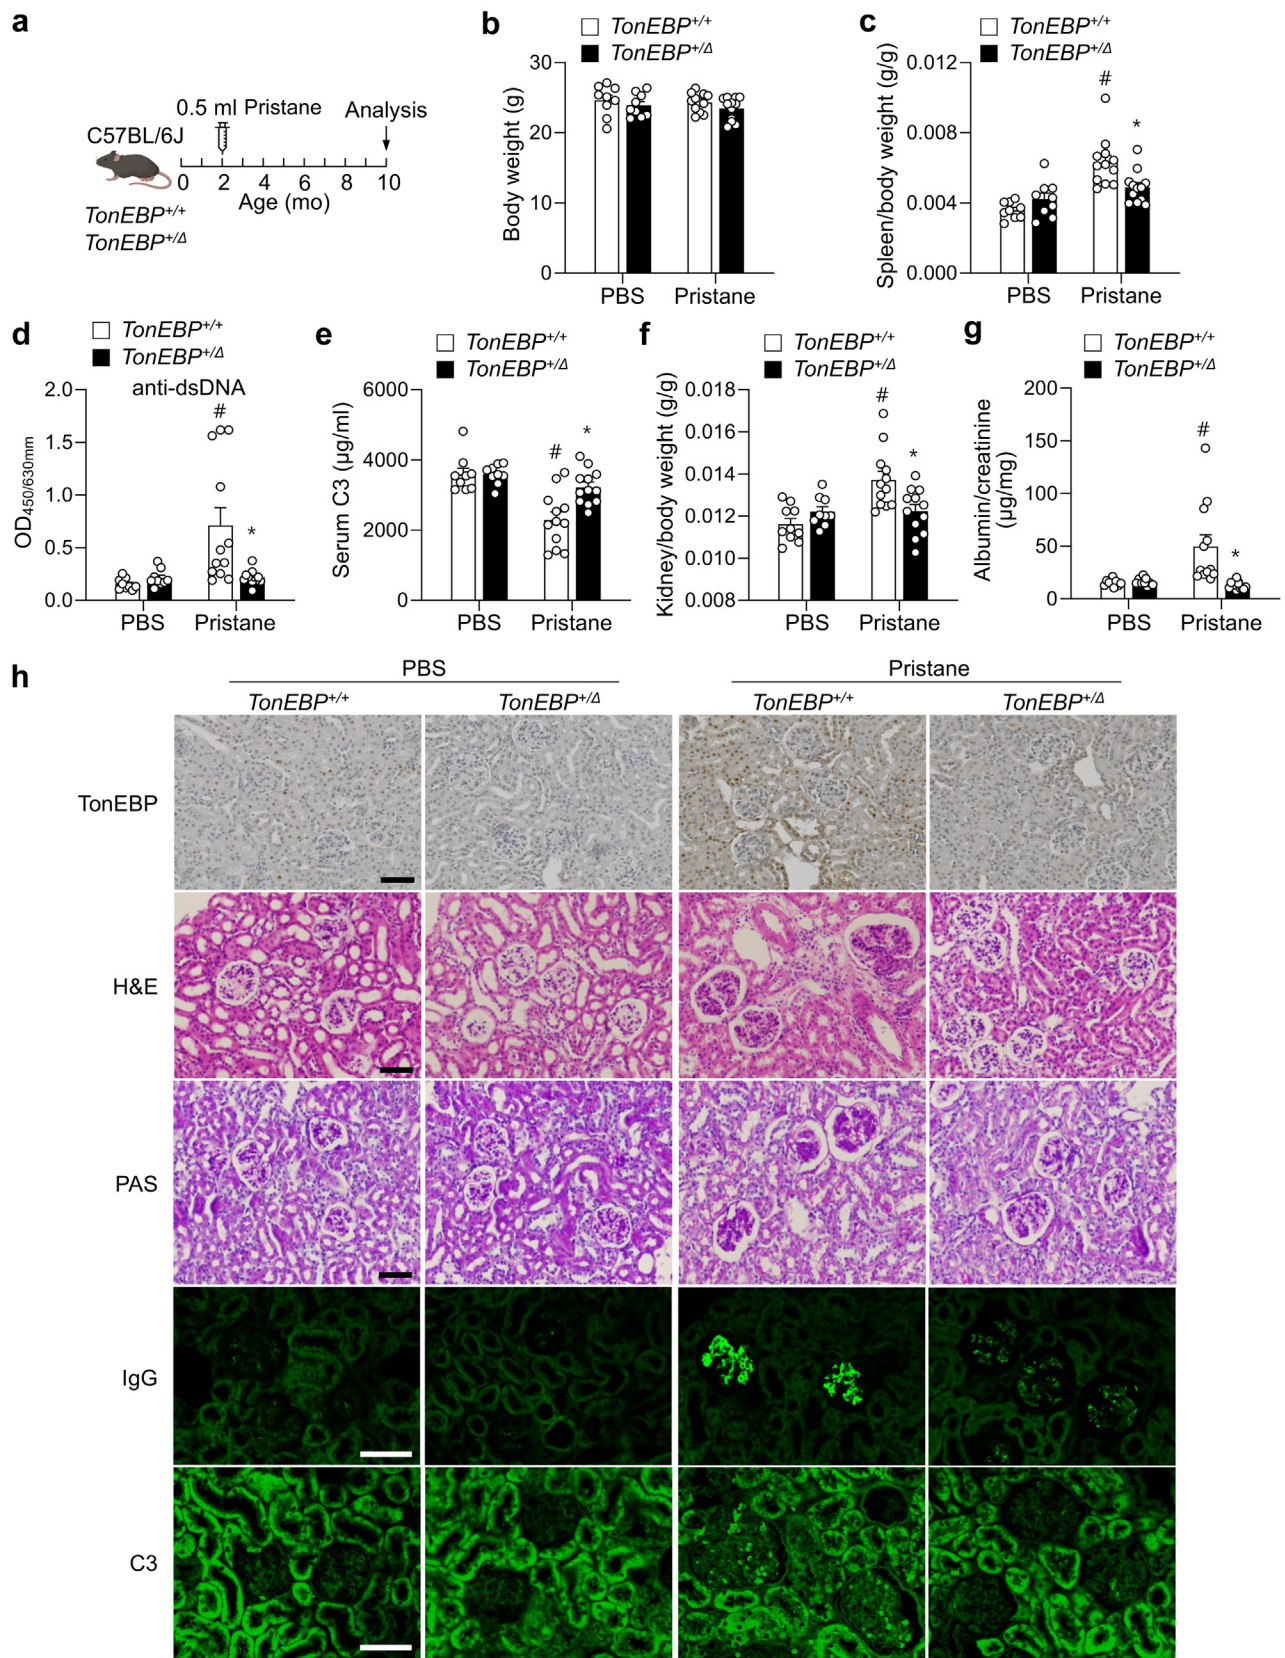 a
0.5 ml Pristane
Analysis
C57BL/6J
0 2 4 6 8 10
Age (mo)
TonEBP+/+
TonEBP+/Δ
b
TonEBP+/+
TonEBP+/Δ
Body weight (g)
30
20
10
0
PBS Pristane
c
TonEBP+/+
TonEBP+/Δ
Spleen/body weight (g/g)
0.012
0.008
0.004
0.000
#
*
PBS Pristane
d
TonEBP+/+
TonEBP+/Δ
anti-dsDNA
OD450/630mm
2.0
1.5
1.0
0.5
0.0
#
*
PBS Pristane
e
TonEBP+/+
TonEBP+/Δ
Serum C3 (µg/ml)
6000
4000
2000
0
#
*
PBS Pristane
f
TonEBP+/+
TonEBP+/Δ
Kidney/body weight (g/g)
0.018
0.016
0.014
0.012
0.010
0.008
#
*
PBS Pristane
g
TonEBP+/+
TonEBP+/Δ
Albumin/creatinine
(µg/mg)
200
150
100
50
0
#
*
PBS Pristane
h
PBS Pristane
TonEBP+/+ TonEBP+/Δ TonEBP+/+ TonEBP+/Δ
TonEBP
H&E
PAS
IgG
C3